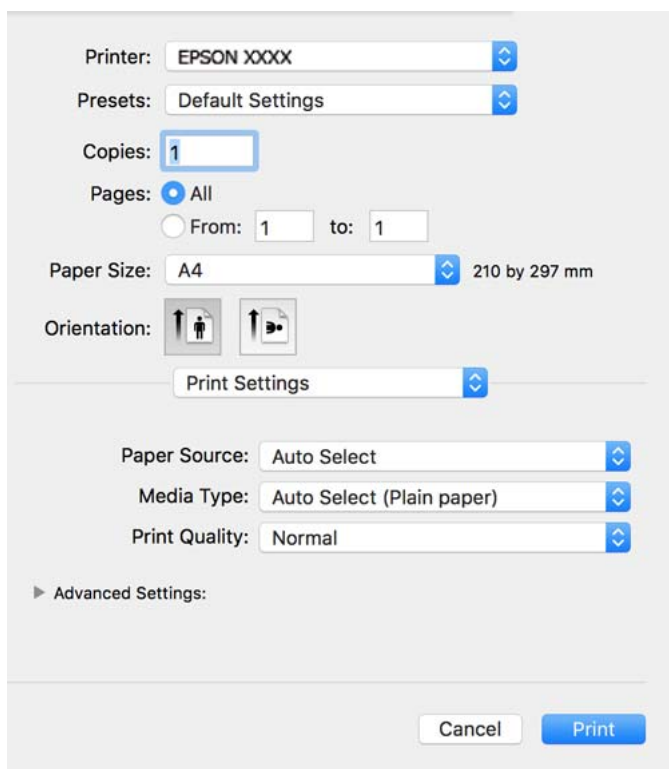 Printer: EPSON XXXX
Presets: Default Settings
Copies: 1
Pages: All
From: 1 to: 1
Paper Size: A4 210 by 297 mm
Orientation:
Print Settings
Paper Source: Auto Select
Media Type: Auto Select (Plain paper)
Print Quality: Normal
Advanced Settings:
Cancel Print